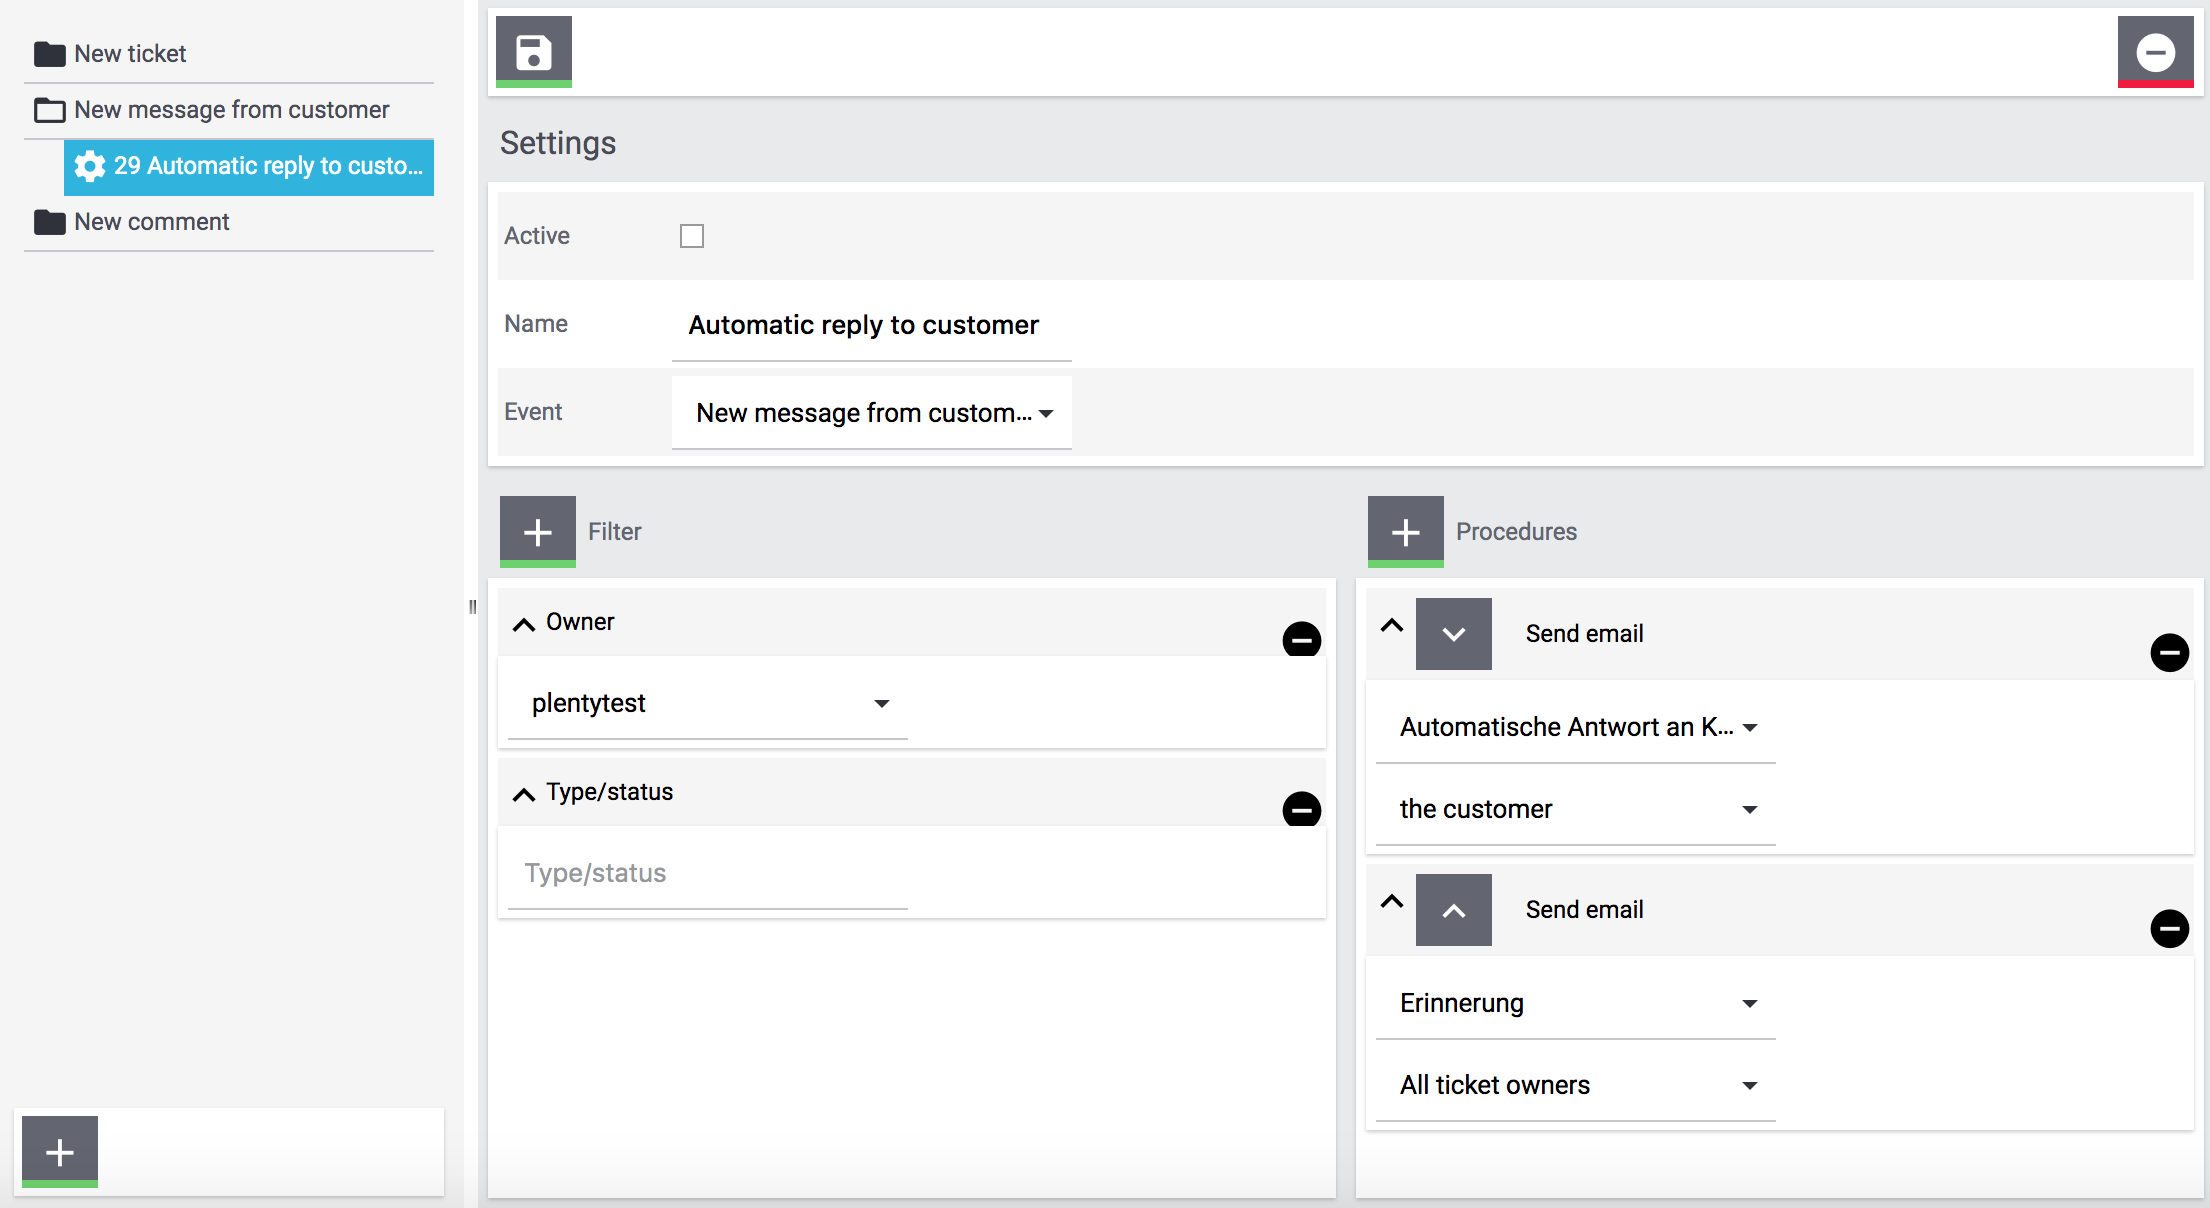 New ticket
New message from customer
29 Automatic reply to custo...
New comment
Settings
Active
Name
Automatic reply to customer
Event
New message from custom...
Filter
Owner
plentytest
Type/status
Type/status
Procedures
Send email
Automatische Antwort an K...
the customer
Send email
Erinnerung
All ticket owners